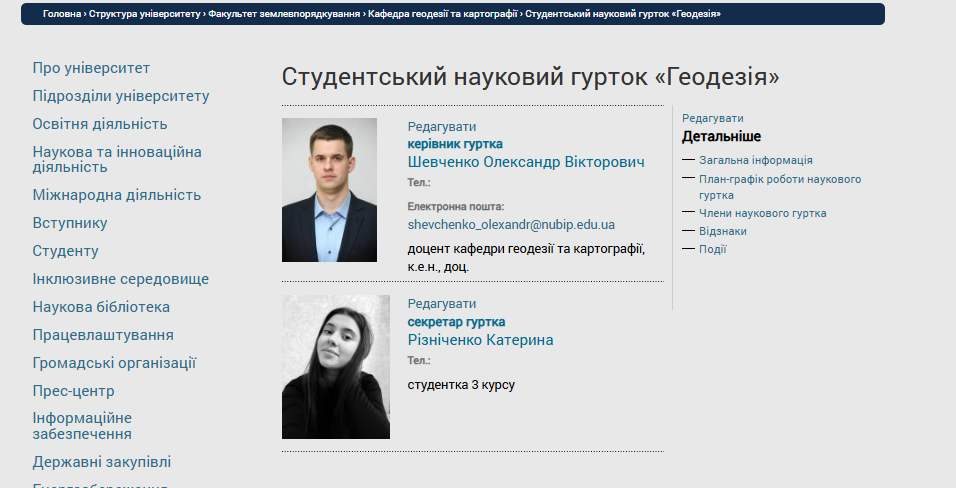 Головна › Структура університету › Факультет землевпорядкування › Кафедра геодезії та картографії › Студентський науковий гурток «Геодезія»
Про університет
Підрозділи університету
Освітня діяльність
Наукова та інноваційна
діяльність
Міжнародна діяльність
Вступнику
Студенту
Інклюзивне середовище
Наукова бібліотека
Працевлаштування
Громадські організації
Прес-центр
Інформаційне
забезпечення
Державні закупівлі
Студентський науковий гурток «Геодезія»
Редагувати
керівник гуртка
Шевченко Олександр Вікторович
Тел.:
Електронна пошта:
shevchenko_olexandr@nubip.edu.ua
доцент кафедри геодезії та картографії,
к.е.н., доц.
Редагувати
секретар гуртка
Різніченко Катерина
Тел.:
студентка 3 курсу
Редагувати
Детальніше
— Загальна інформація
— План-графік роботи наукового
гуртка
— Члени наукового гуртка
— Відзнаки
— Події